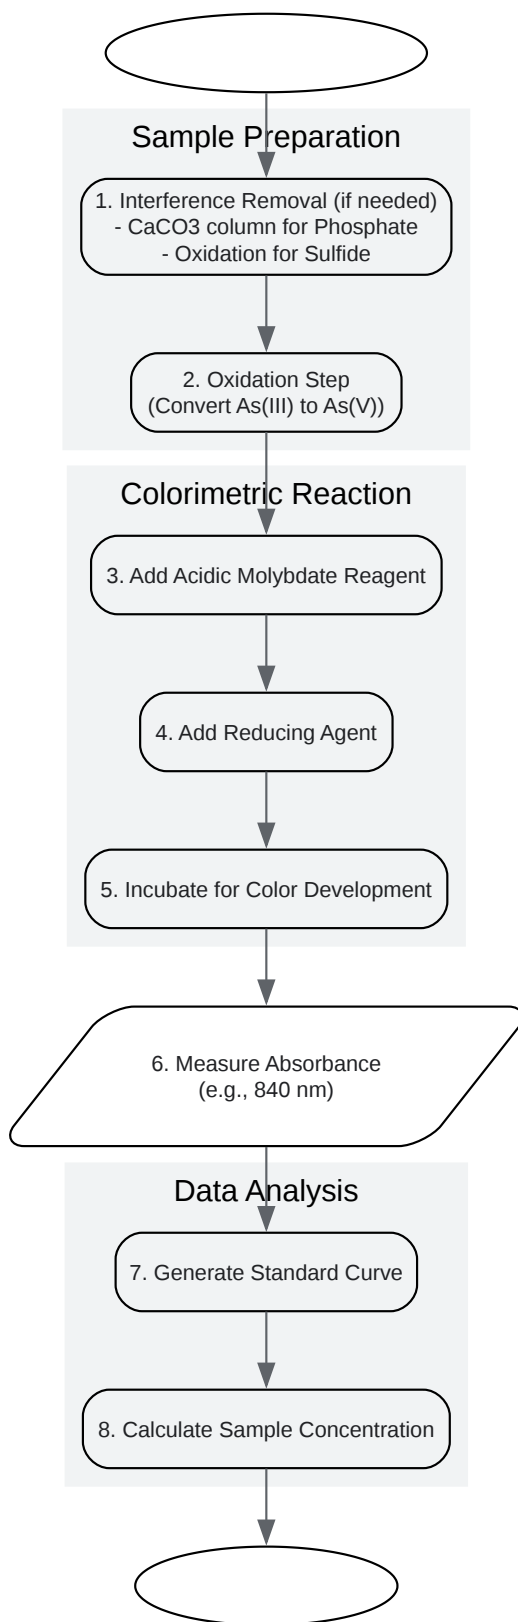 Sample Preparation
1. Interference Removal (if needed)
- CaCO3 column for Phosphate
- Oxidation for Sulfide
2. Oxidation Step
(Convert As(III) to As(V))
Colorimetric Reaction
3. Add Acidic Molybdate Reagent
4. Add Reducing Agent
5. Incubate for Color Development
6. Measure Absorbance
(e.g., 840 nm)
Data Analysis
7. Generate Standard Curve
8. Calculate Sample Concentration